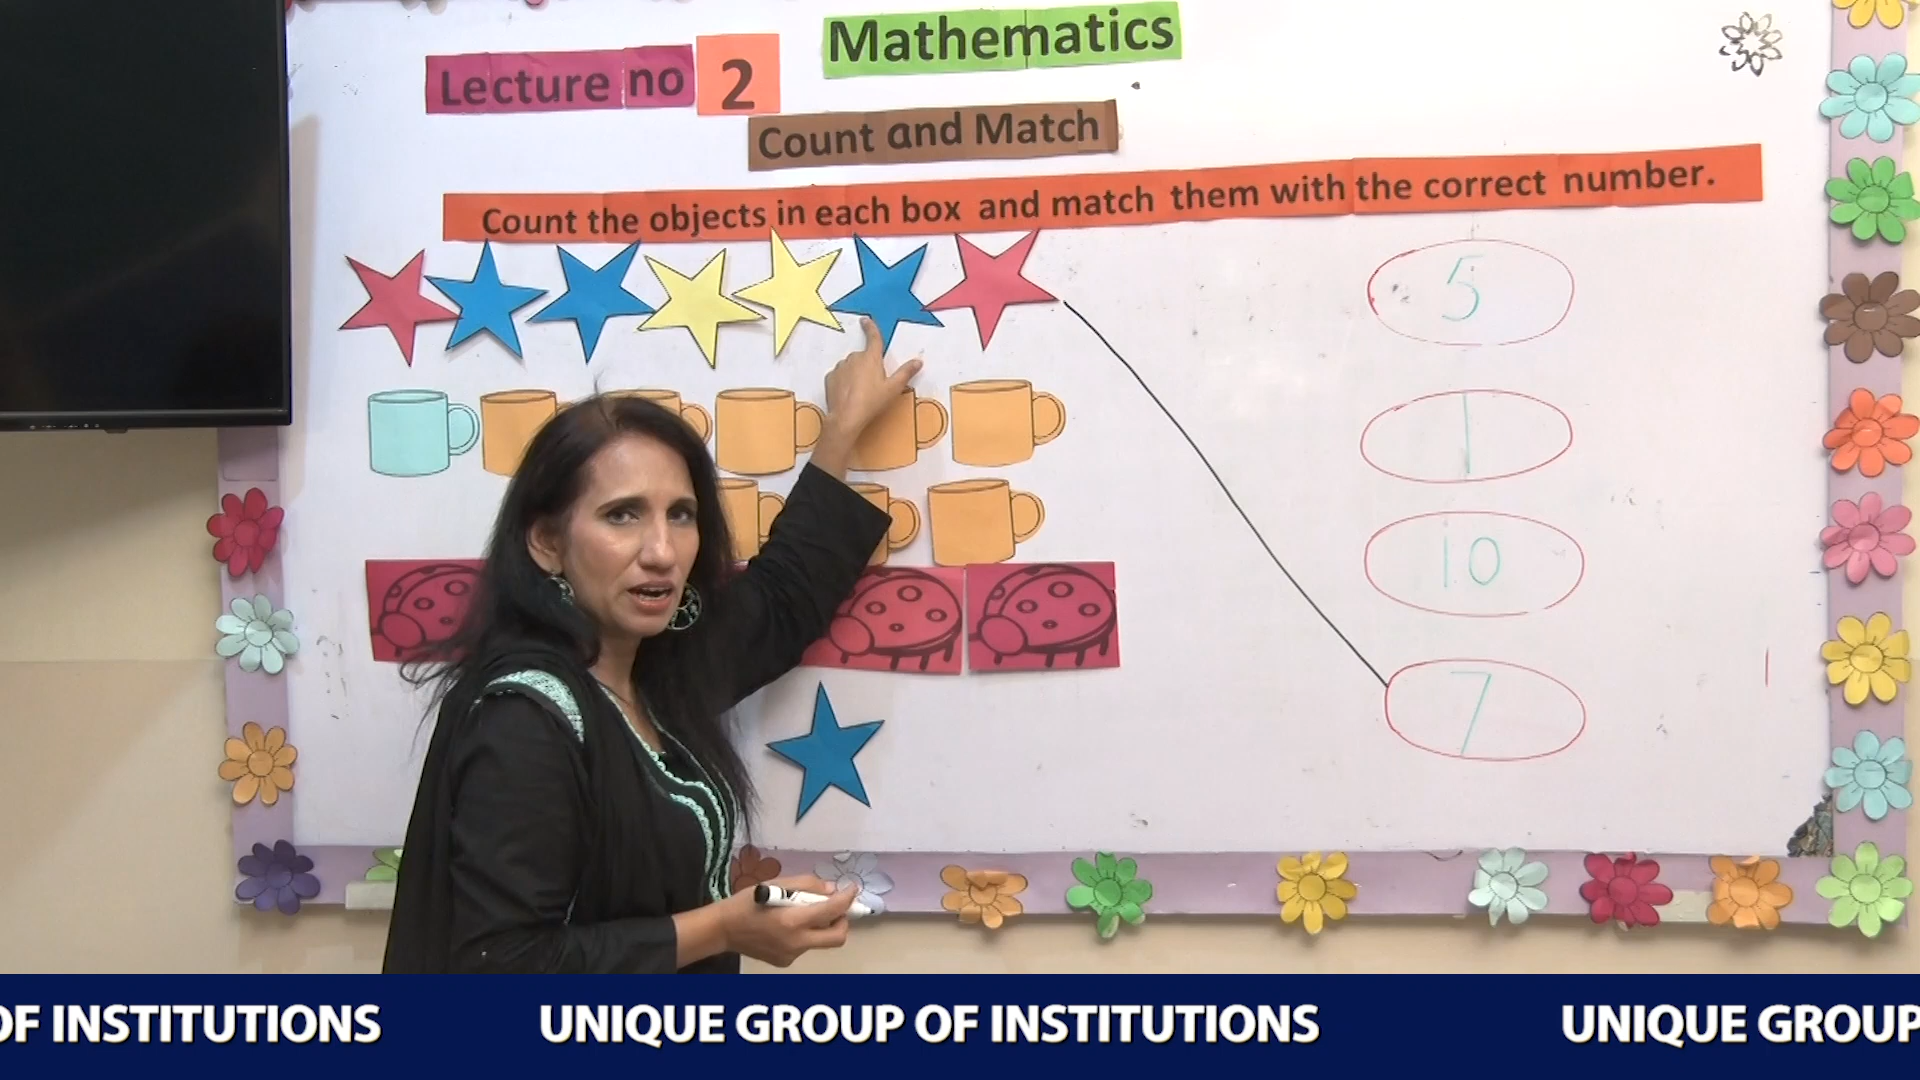 Mathematics
Lecture no 2
Count and Match
Count the objects in each box and match them with the correct number.
5
1
10
7
OF INSTITUTIONS UNIQUE GROUP OF INSTITUTIONS UNIQUE GROUP